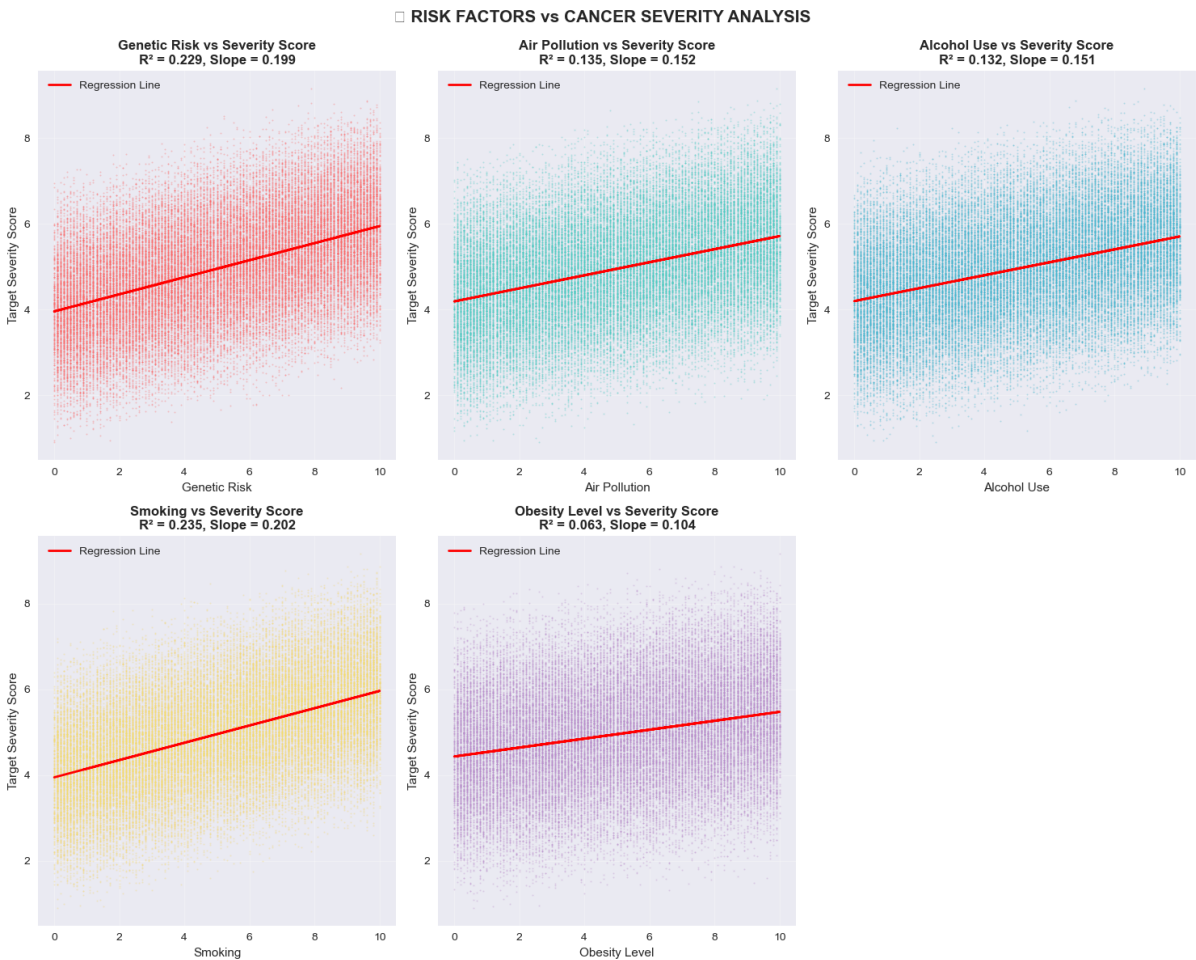 RISK FACTORS vs CANCER SEVERITY ANALYSIS
Genetic Risk vs Severity Score
R² = 0.229, Slope = 0.199
Regression Line
Target Severity Score
8
6
4
2
0 2 4 6 8 10
Genetic Risk
Air Pollution vs Severity Score
R² = 0.135, Slope = 0.152
Regression Line
Target Severity Score
8
6
4
2
0 2 4 6 8 10
Air Pollution
Alcohol Use vs Severity Score
R² = 0.132, Slope = 0.151
Regression Line
Target Severity Score
8
6
4
2
0 2 4 6 8 10
Alcohol Use
Smoking vs Severity Score
R² = 0.235, Slope = 0.202
Regression Line
Target Severity Score
8
6
4
2
0 2 4 6 8 10
Smoking
Obesity Level vs Severity Score
R² = 0.063, Slope = 0.104
Regression Line
Target Severity Score
8
6
4
2
0 2 4 6 8 10
Obesity Level